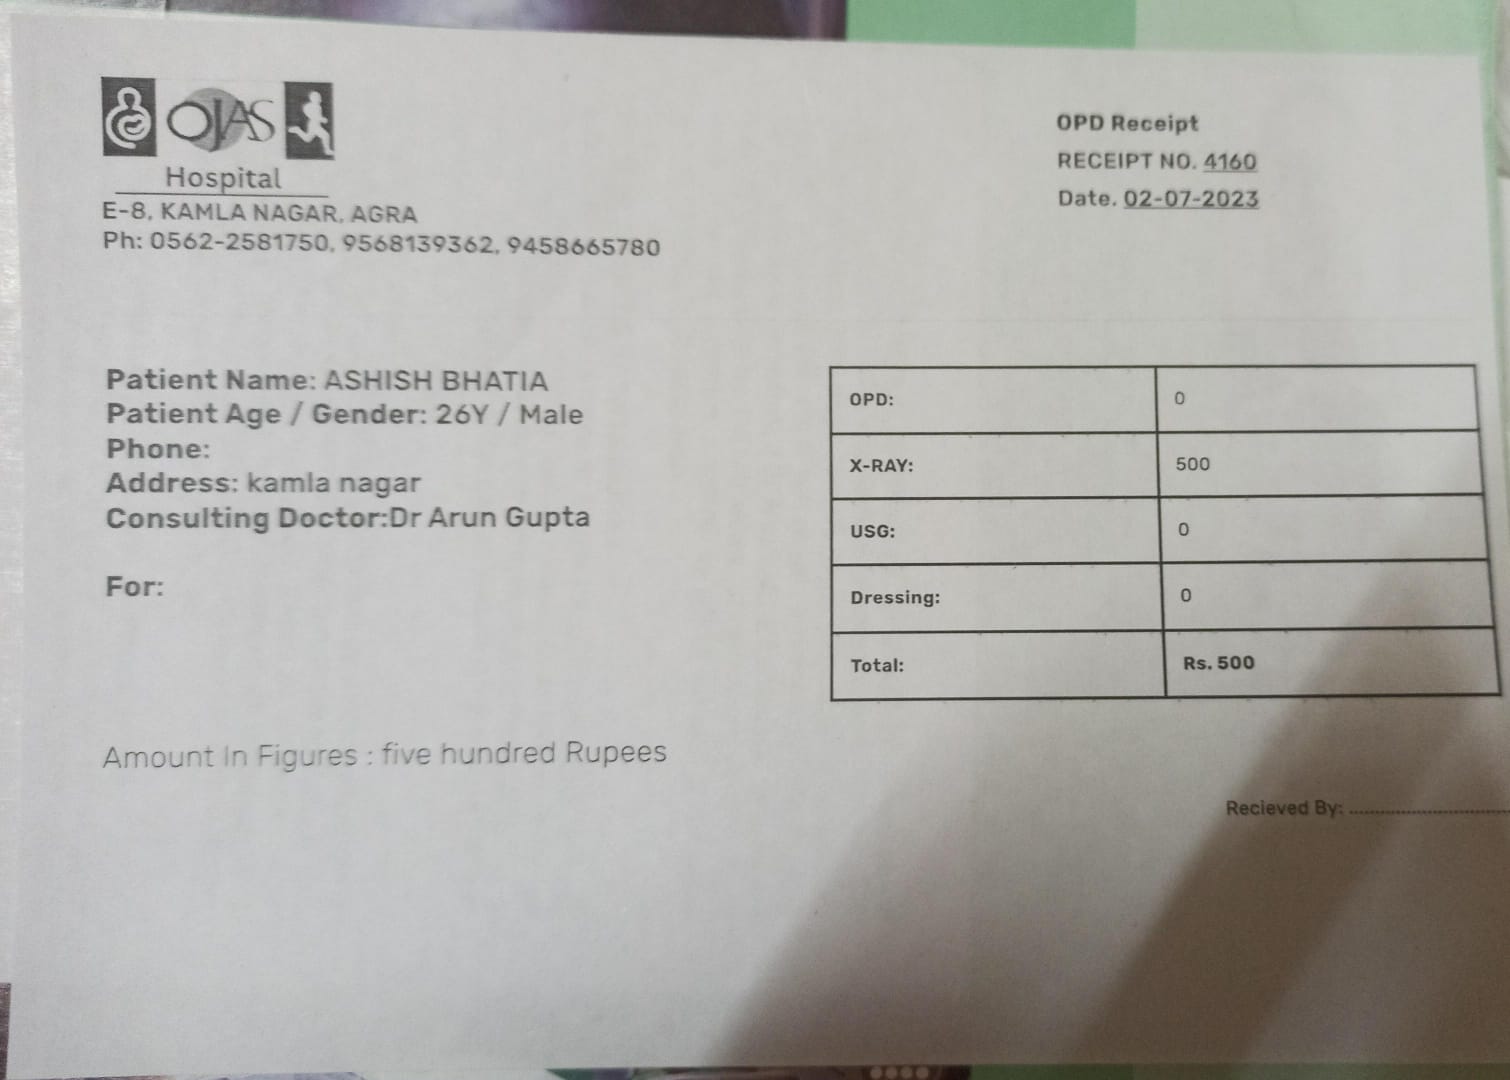 OJAS
Hospital
E-8, KAMLA NAGAR, AGRA
Ph: 0562-2581750, 9568139362, 9458665780
OPD Receipt
RECEIPT NO. 4160
Date. 02-07-2023
Patient Name: ASHISH BHATIA
Patient Age / Gender: 26Y / Male
Phone:
Address: kamla nagar
Consulting Doctor:Dr Arun Gupta
For:
OPD: 0
X-RAY: 500
USG: 0
Dressing: 0
Total: Rs. 500
Amount In Figures : five hundred Rupees
Recieved By: ................................